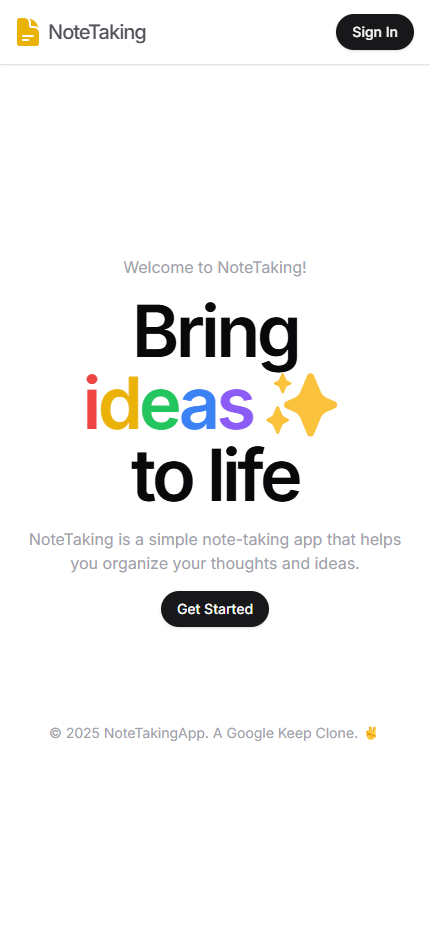 NoteTaking
Sign In
Welcome to NoteTaking!
Bring
ideas ✨
to life
NoteTaking is a simple note-taking app that helps
you organize your thoughts and ideas.
Get Started
© 2025 NoteTakingApp. A Google Keep Clone. ✌️